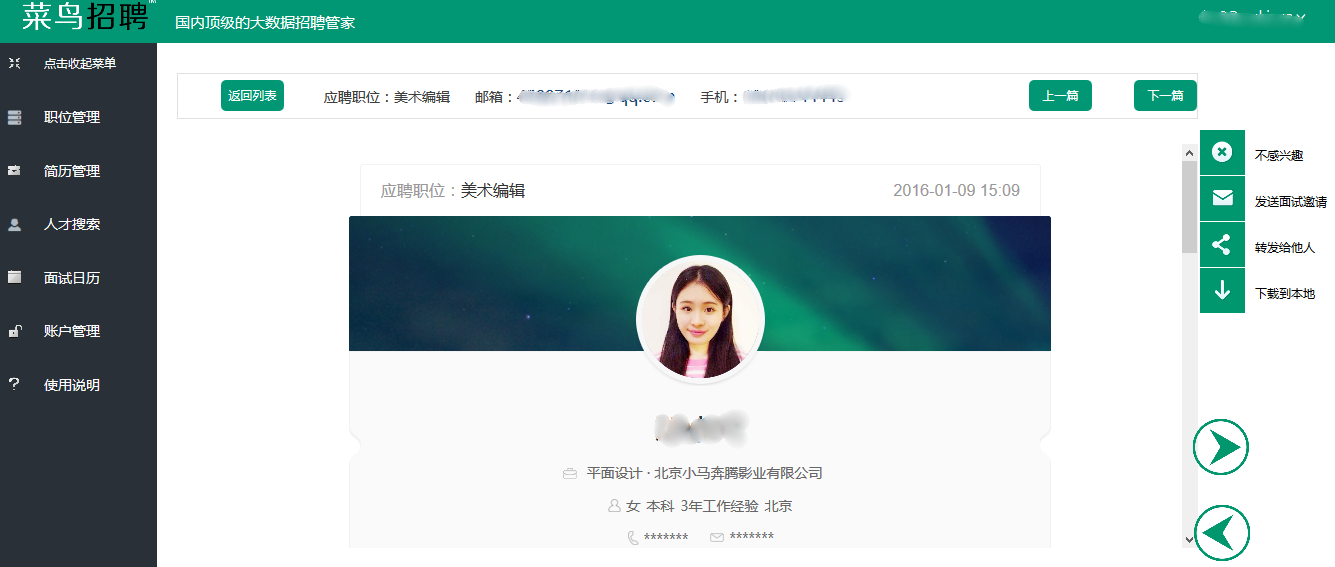 菜鸟招聘 TM
国内顶级的大数据招聘管家
点击收起菜单
职位管理
简历管理
人才搜索
面试日历
账户管理
使用说明
返回列表 应聘职位：美术编辑 邮箱： 手机： 上一篇 下一篇
应聘职位：美术编辑 2016-01-09 15:09
平面设计 · 北京小马奔腾影业有限公司
女 本科 3年工作经验 北京
******* *******
不感兴趣
发送面试邀请
转发给他人
下载到本地